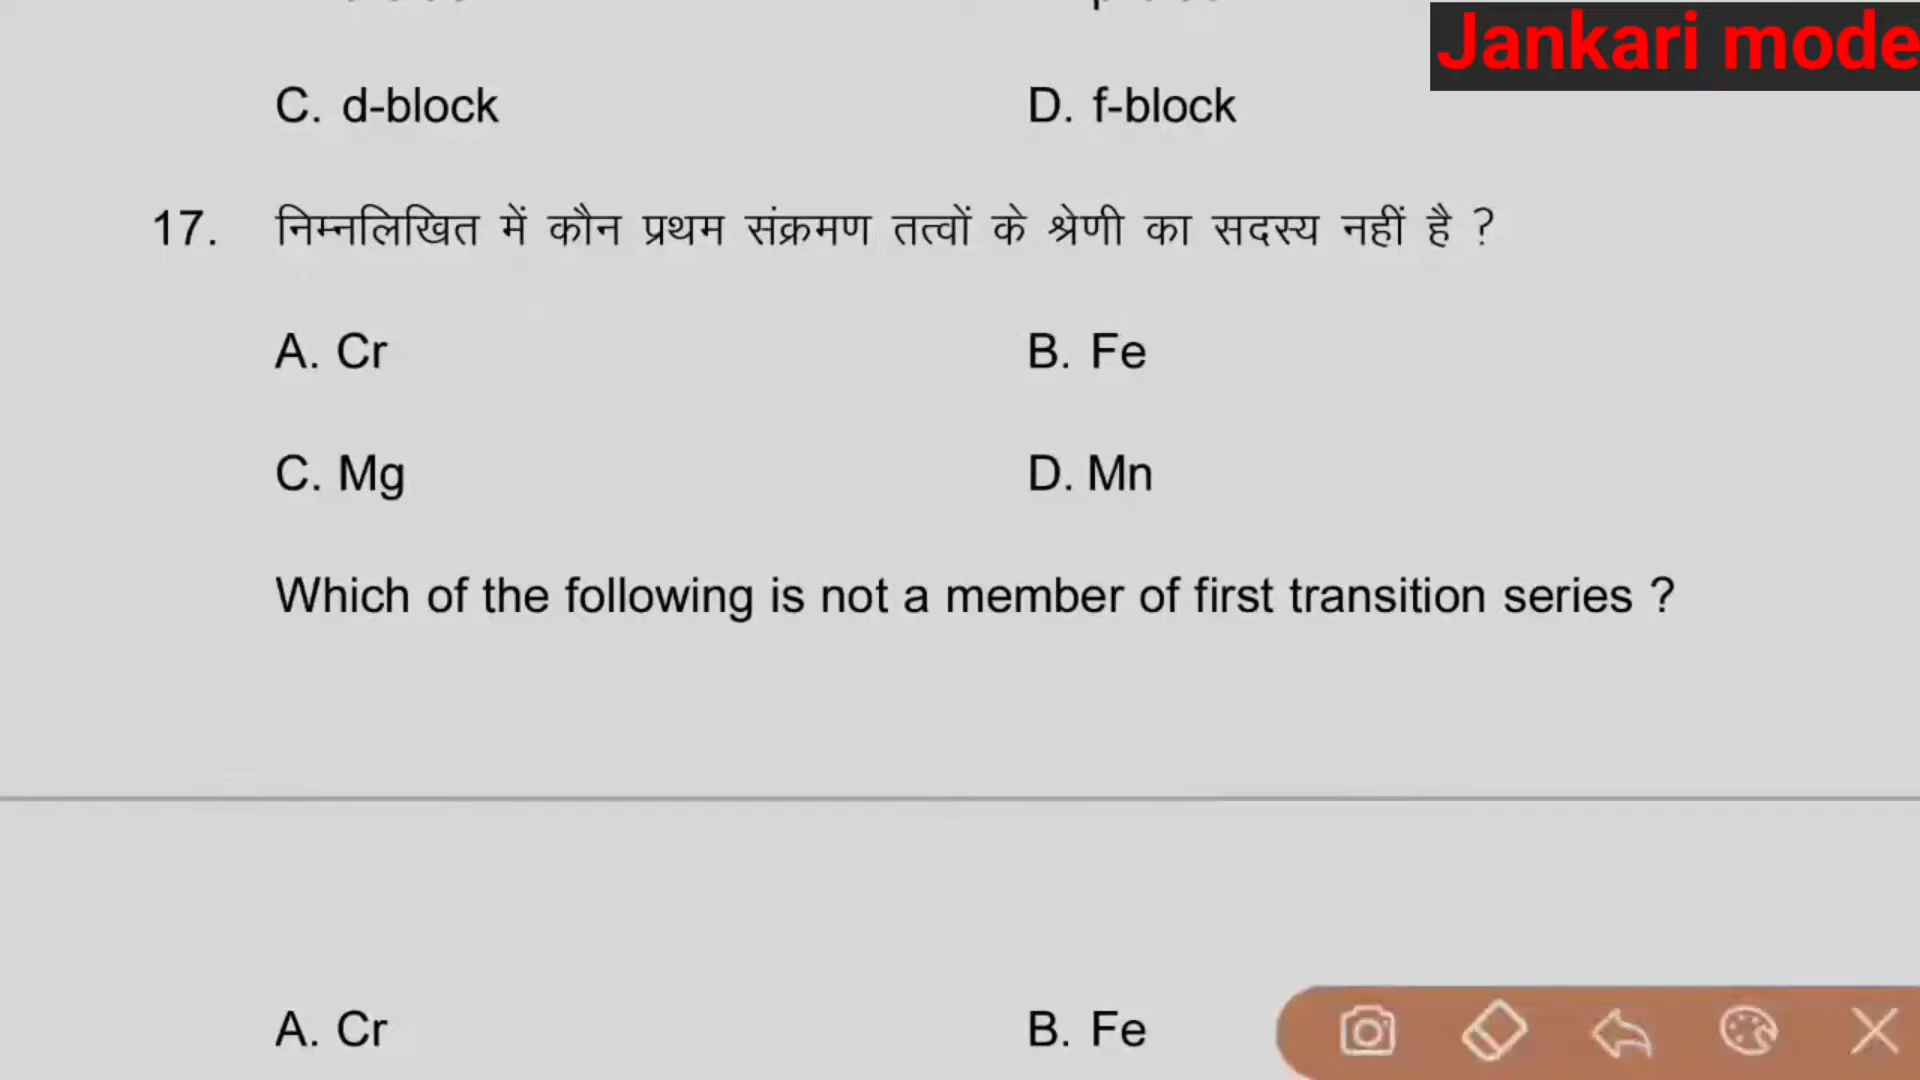 Jankari mode
C. d-block D. f-block
17. निम्नलिखित में कौन प्रथम संक्रमण तत्वों के श्रेणी का सदस्य नहीं है ?
A. Cr B. Fe
C. Mg D. Mn
Which of the following is not a member of first transition series ?
A. Cr B. Fe